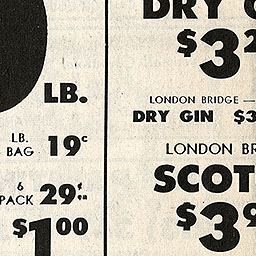 LB.
LB.
BAG 19c
6
PACK 29¢
$1.00
DRY
$3
LONDON BRIDGE —
DRY GIN $3
LONDON
SCOT
$3